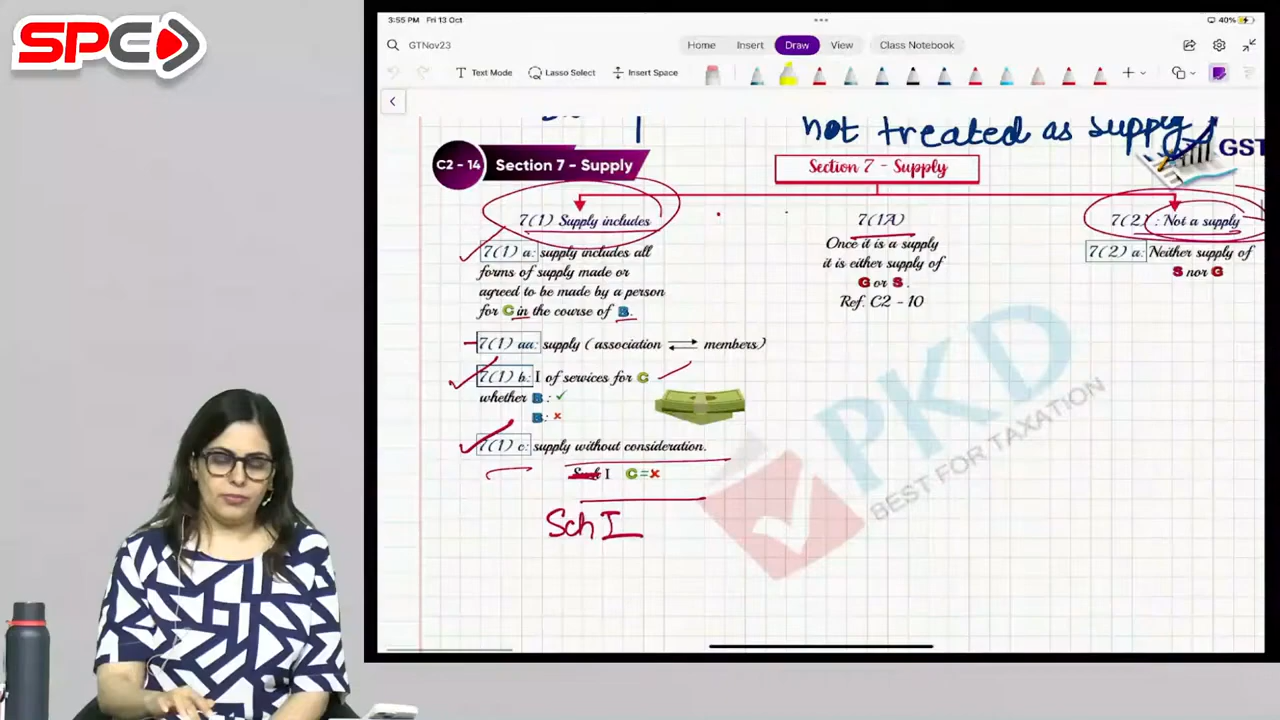 SPC
3:55 PM Fri 13 Oct
40%
GTNov23
Home Insert Draw View Class Notebook
Text Mode Lasso Select Insert Space
not treated as supply
C2 - 14 Section 7 - Supply
Section 7 - Supply
GST
7(1) Supply includes
7(1) a: supply includes all
forms of supply made or
agreed to be made by a person
for C in the course of B.
7(1) aa: supply ( association members)
7(1) b: I of services for C
whether B: ✓
B: ×
7(1) c: supply without consideration.
I C=×
Sch I
7(1A)
Once it is a supply
it is either supply of
G or S.
Ref. C2 - 10
7(2) : Not a supply
7(2) a: Neither supply of
S nor G
PKD
BEST FOR TAXATION